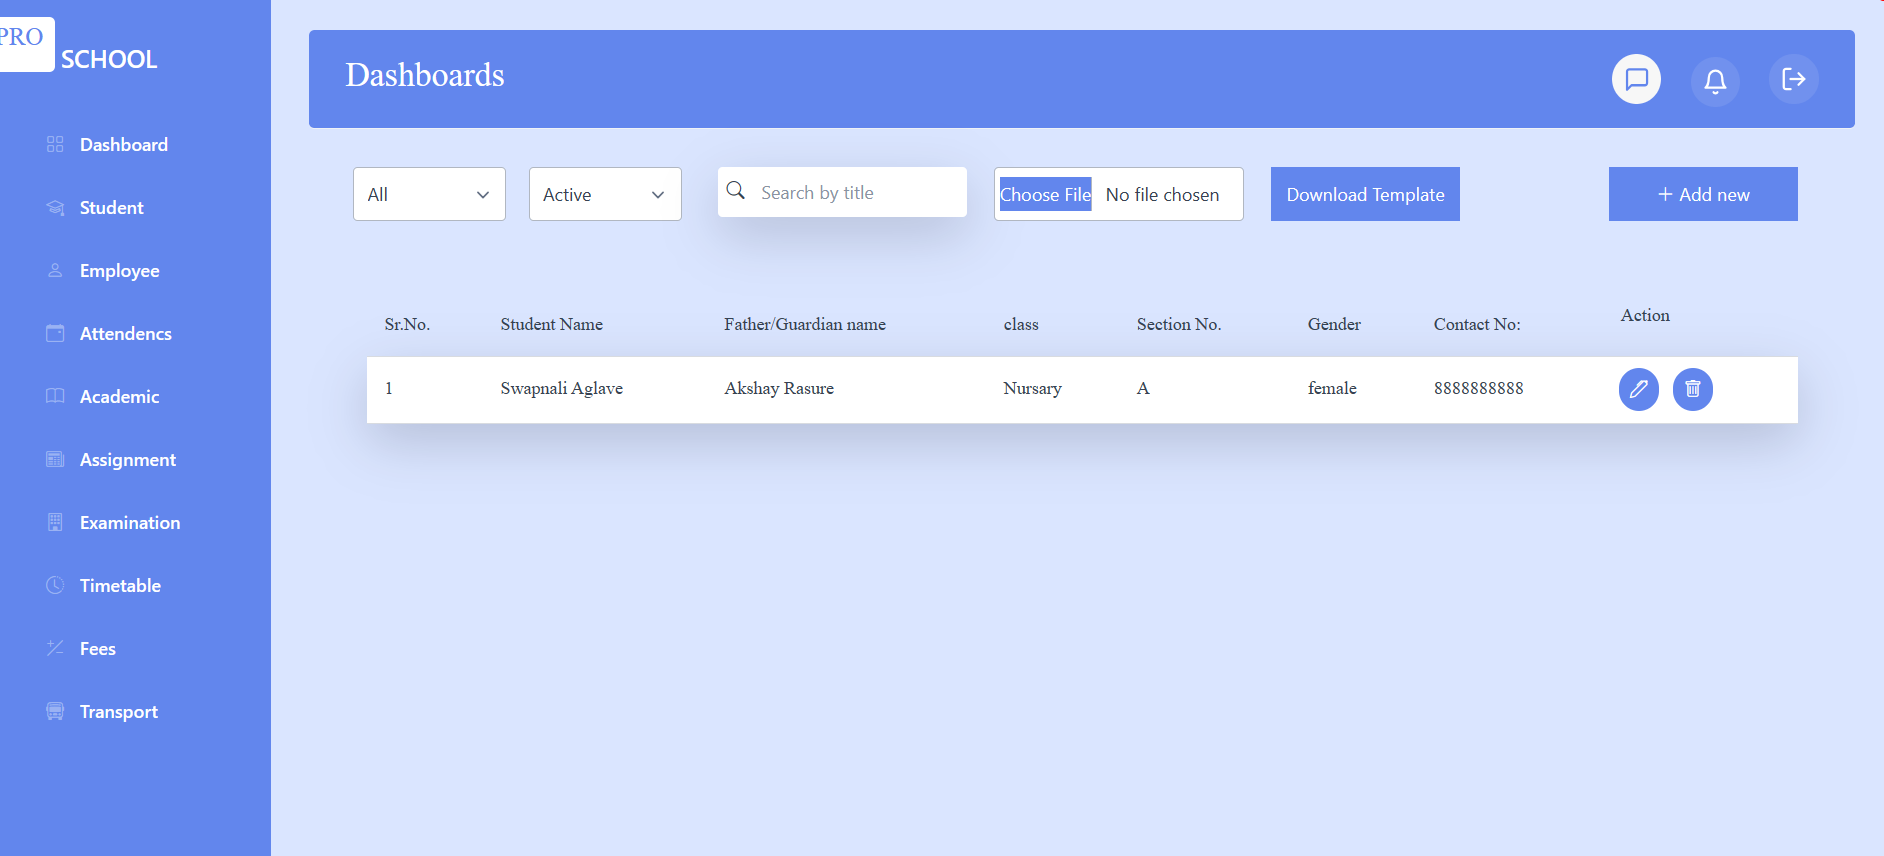 PRO
SCHOOL
Dashboard
Student
Employee
Attendencs
Academic
Assignment
Examination
Timetable
Fees
Transport
Dashboards
All
Active
Search by title
Choose File No file chosen
Download Template
+ Add new
Sr.No. Student Name Father/Guardian name class Section No. Gender Contact No: Action
1 Swapnali Aglave Akshay Rasure Nursary A female 8888888888